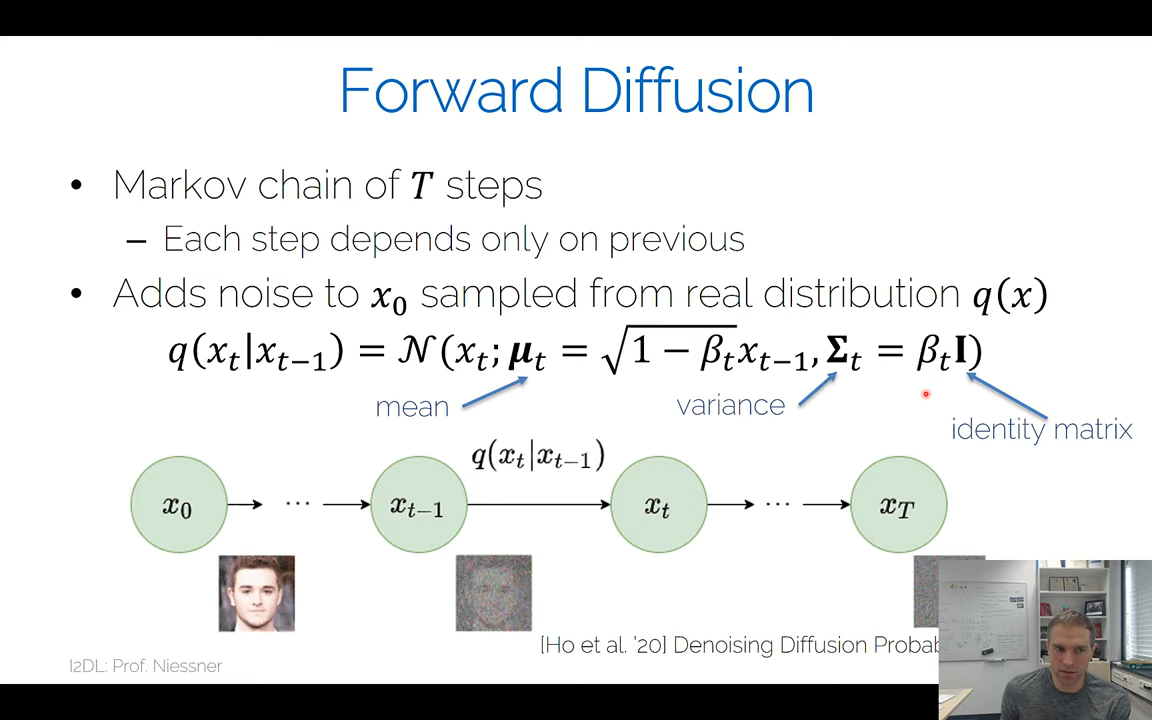 Forward Diffusion
• Markov chain of T steps
– Each step depends only on previous
• Adds noise to x₀ sampled from real distribution q(x)
q(xₜ|xₜ₋₁) = 𝒩(xₜ; μₜ = √(1 − βₜ)xₜ₋₁, Σₜ = βₜI)
mean
variance
identity matrix
q(xₜ|xₜ₋₁)
x₀ ⋯ xₜ₋₁ xₜ ⋯ x_T
[Ho et al. '20] Denoising Diffusion Probab
I2DL: Prof. Niessner